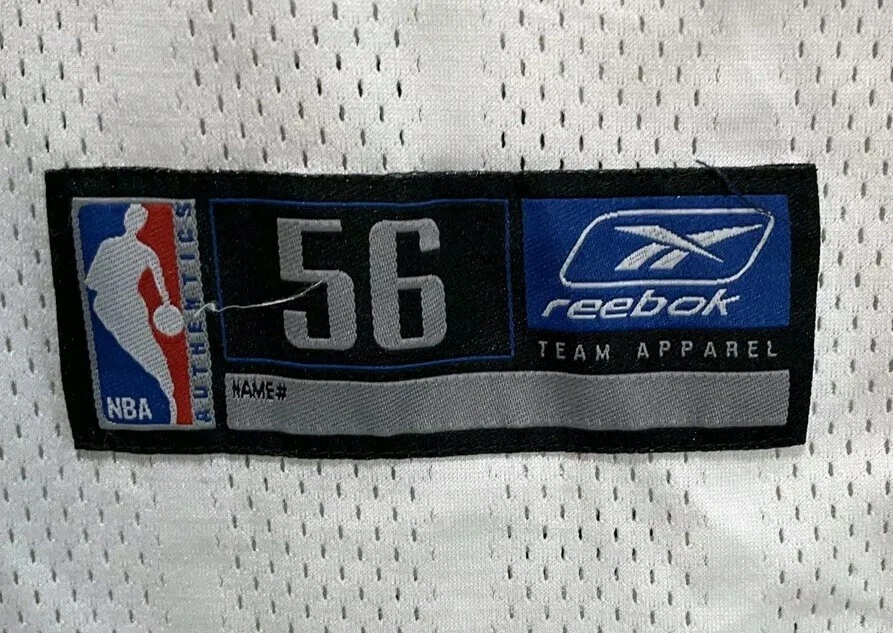 NBA
AUTHENTICS
56
reebok
TEAM APPAREL
NAME#